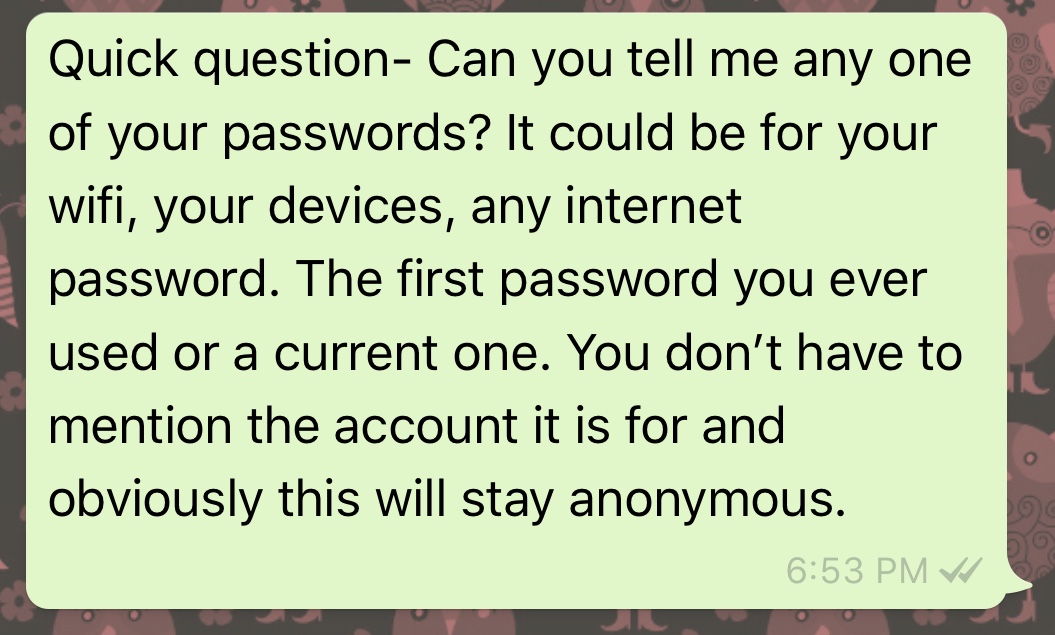 Quick question- Can you tell me any one
of your passwords? It could be for your
wifi, your devices, any internet
password. The first password you ever
used or a current one. You don’t have to
mention the account it is for and
obviously this will stay anonymous.
6:53 PM